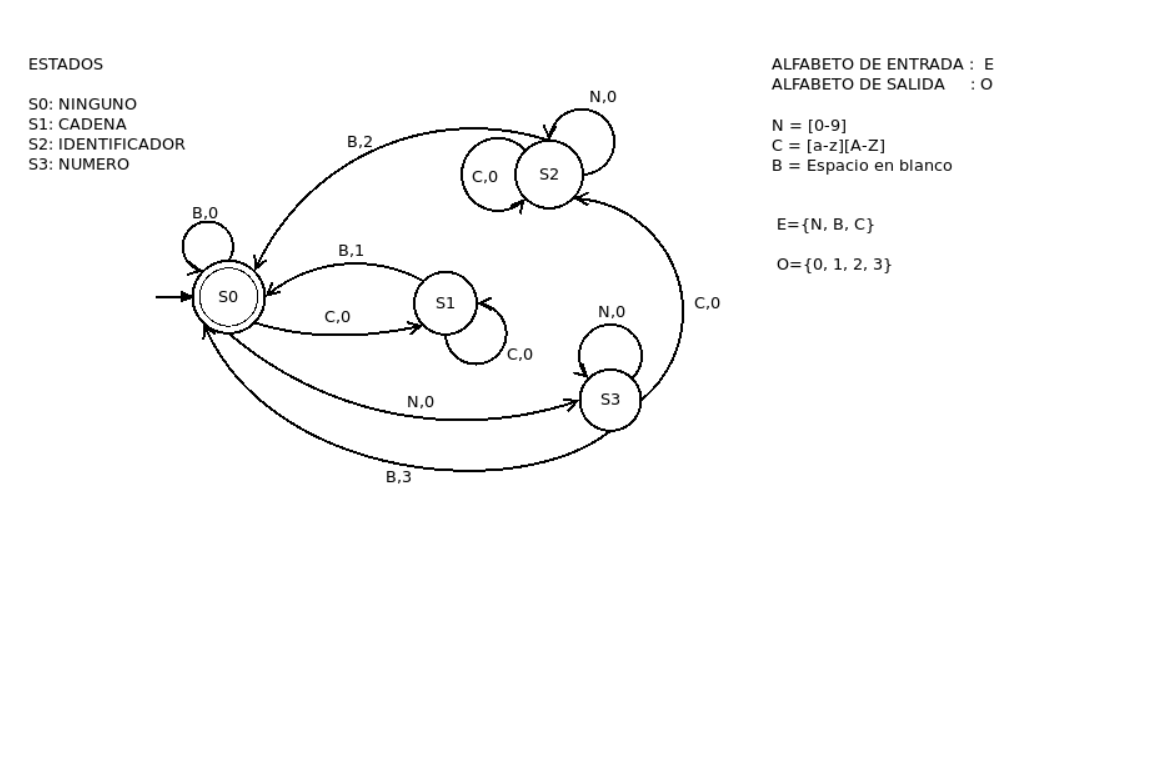 ESTADOS
S0: NINGUNO
S1: CADENA
S2: IDENTIFICADOR
S3: NUMERO
ALFABETO DE ENTRADA : E
ALFABETO DE SALIDA : O
N = [0-9]
C = [a-z][A-Z]
B = Espacio en blanco
E={N, B, C}
O={0, 1, 2, 3}
N,0
B,2
C,0
S2
B,0
B,1
S0
S1
C,0
C,0
N,0
C,0
N,0
S3
B,3